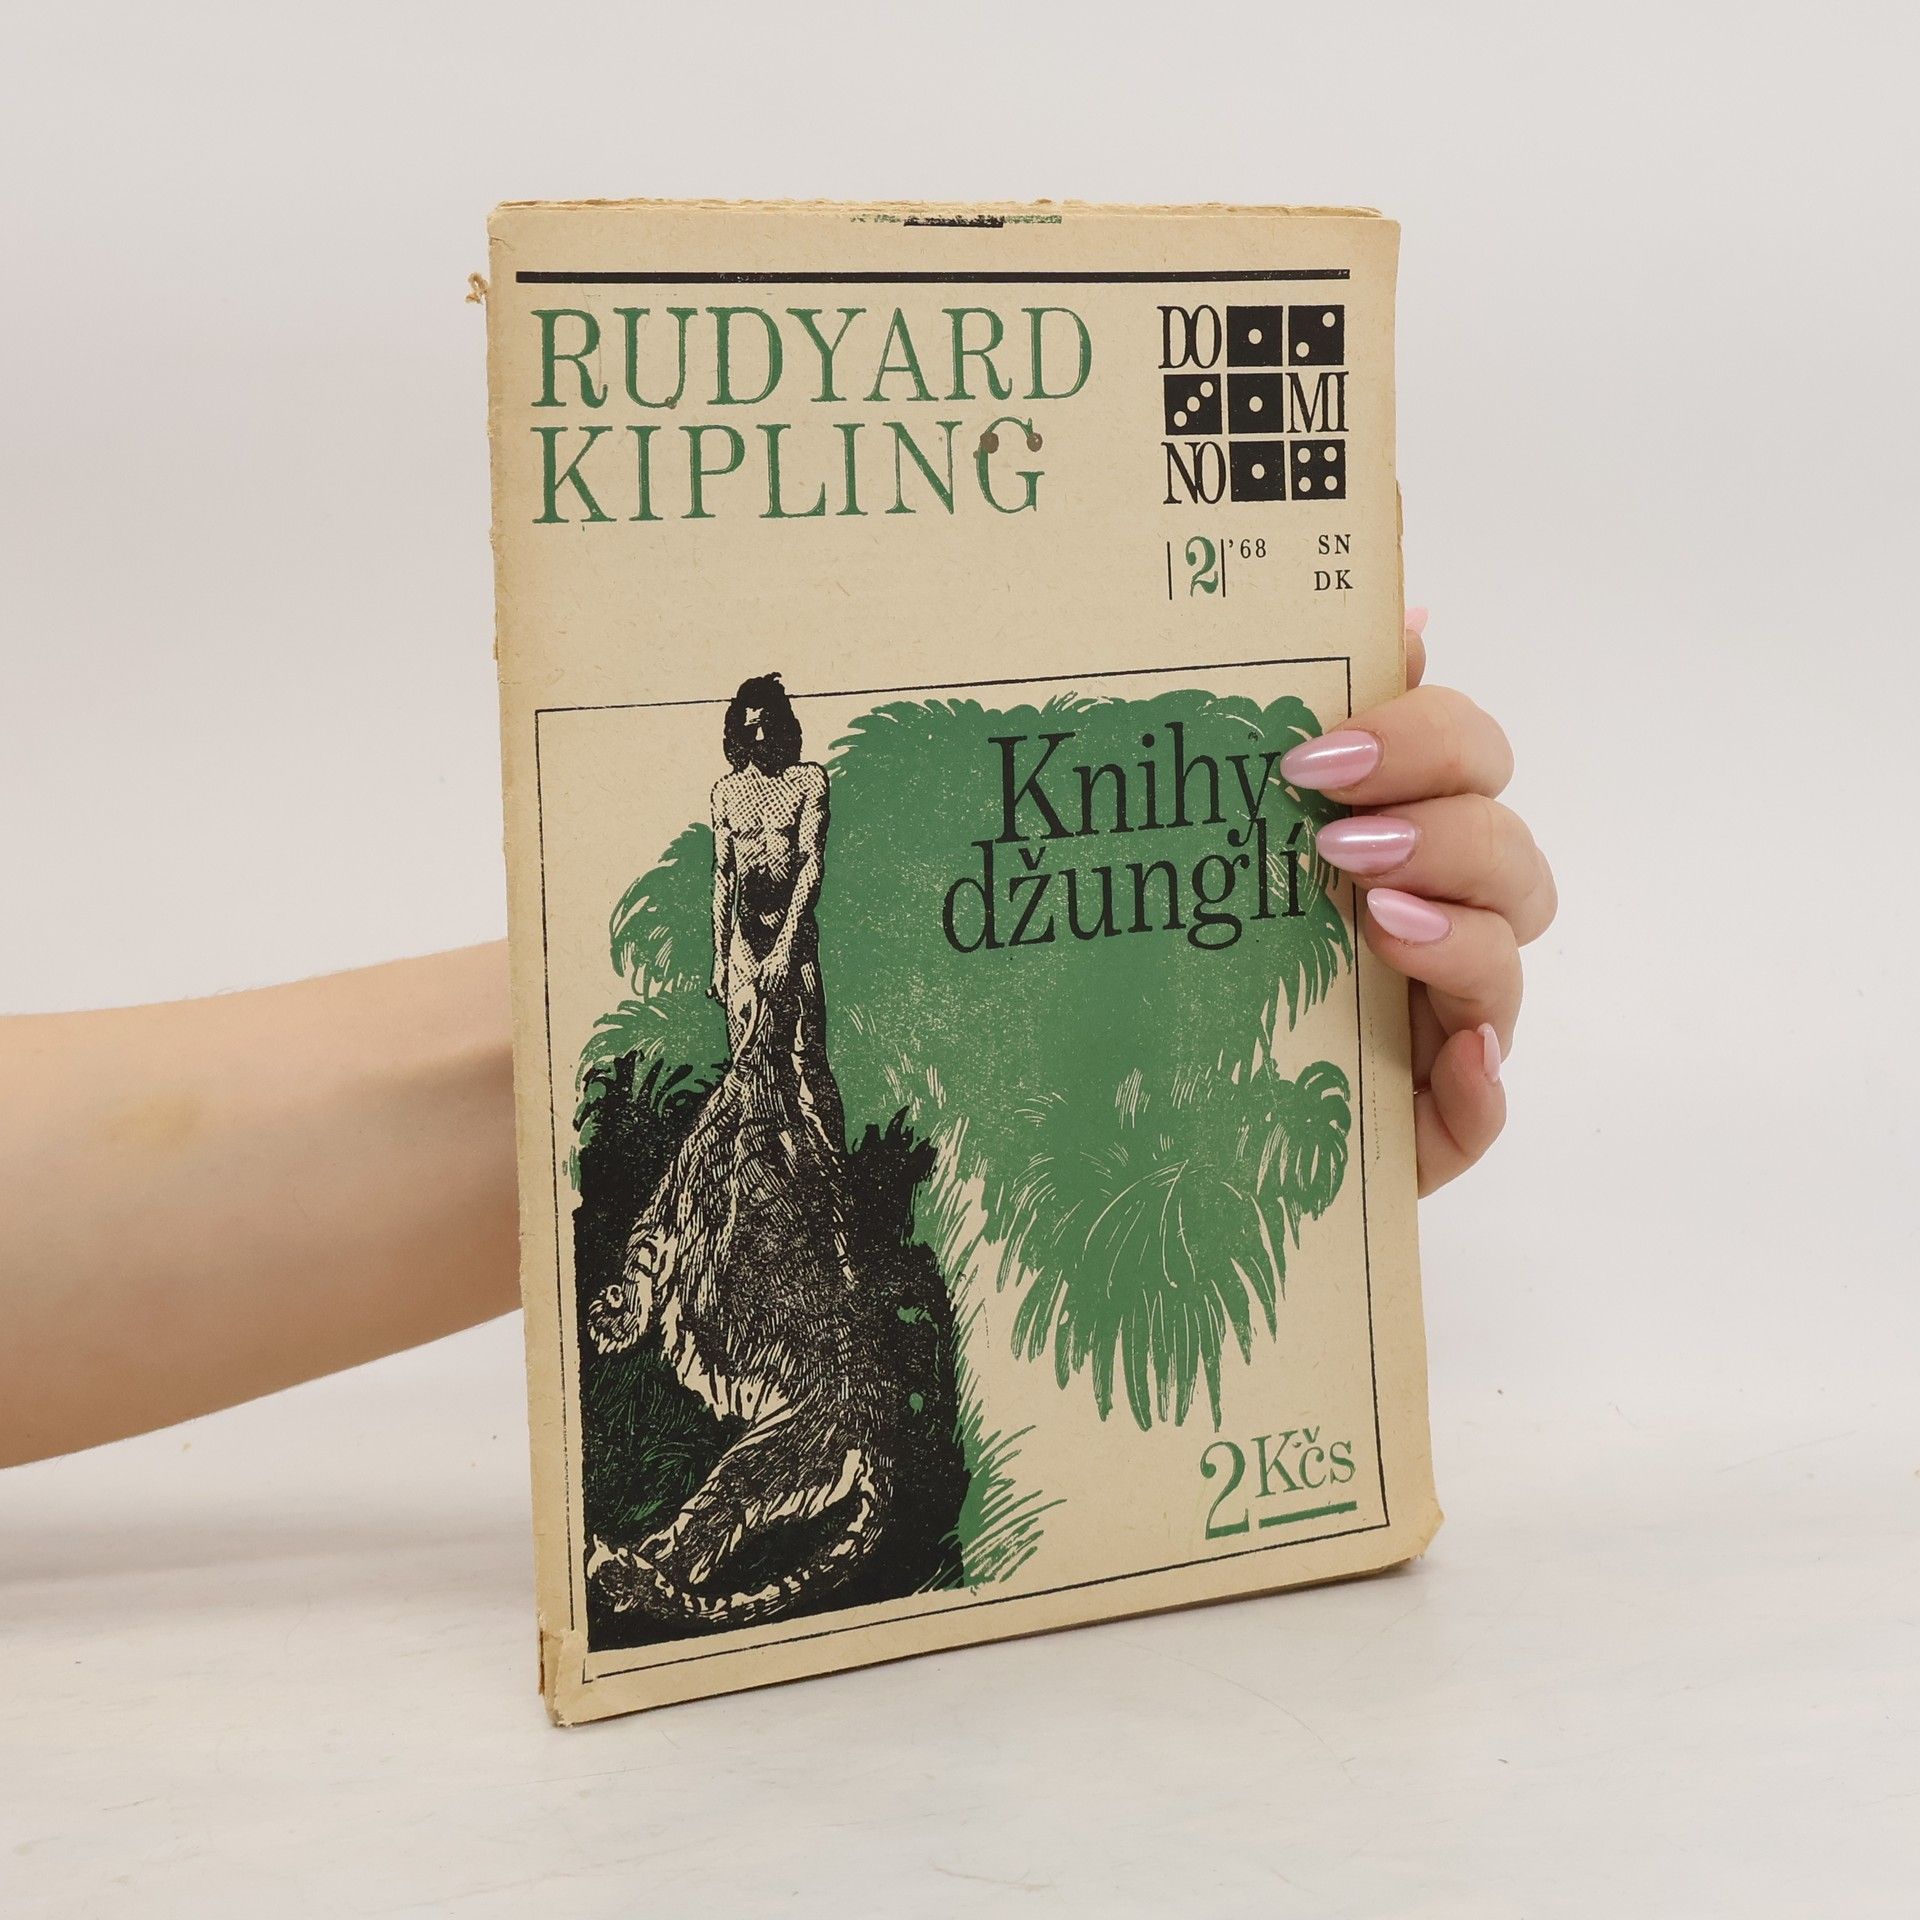 RUDYARD
KIPLING
DO
MI
NO
2 '68
SN
DK
Knihy
džunglí
2 Kčs